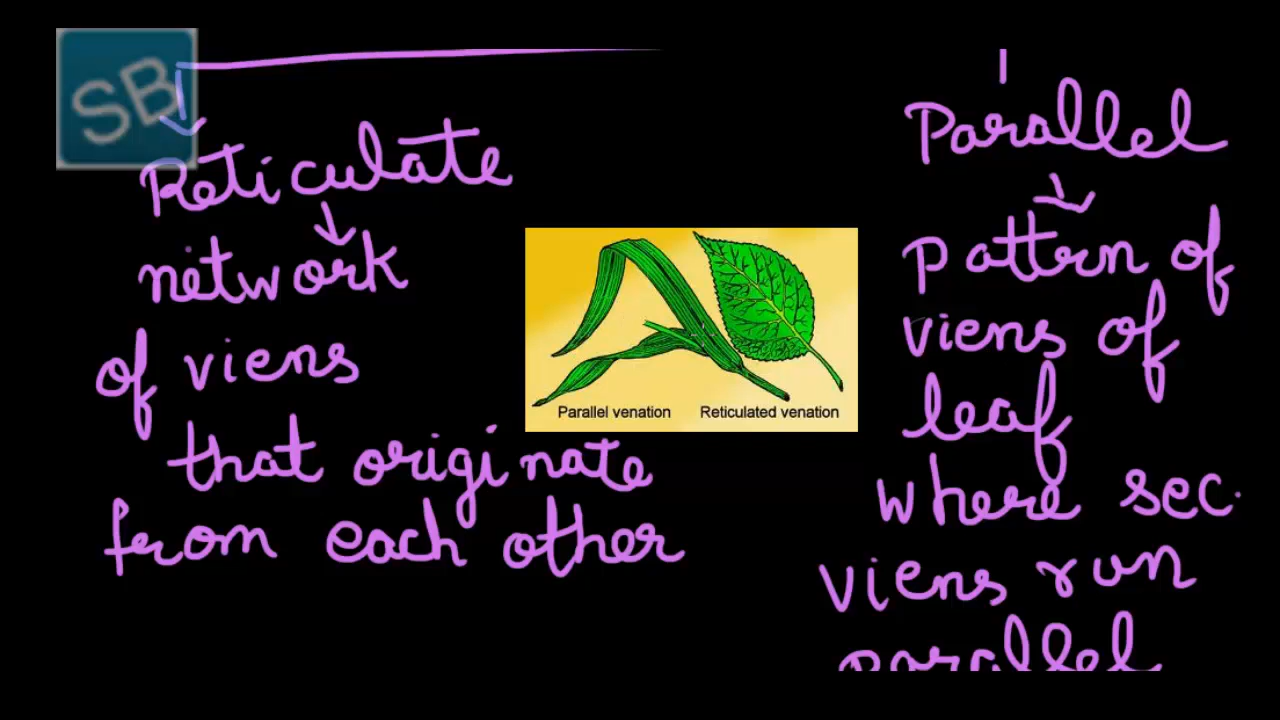 SB
Reticulate
network
of viens
that originate
from each other
Parallel venation
Reticulated venation
Parallel
pattern of
viens of
leaf
where sec.
viens run
parallel